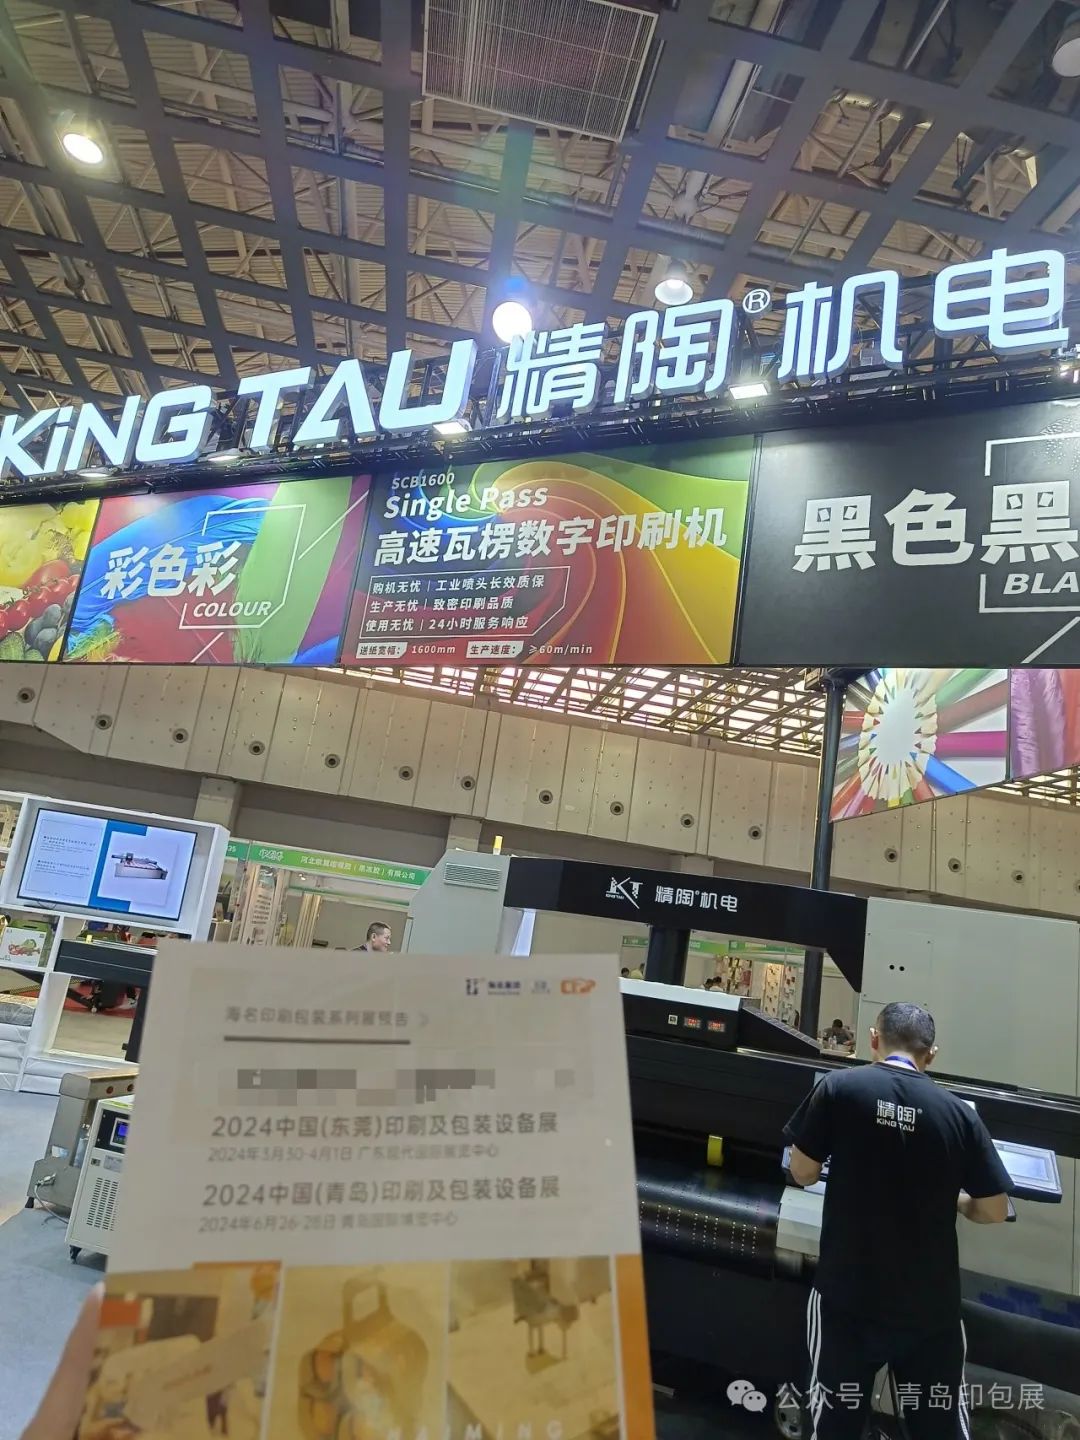 KiNG TAU 精陶®机电
彩色彩
COLOUR
SCB1600
Single Pass
高速瓦楞数字印刷机
购机无忧 | 工业喷头长效质保
生产无忧 | 致密印刷品质
使用无忧 | 24小时服务响应
送纸宽幅: 1600mm 生产速度: ≥60m/min
黑色黑
BLA
KT
KING TAU
精陶®机电
精陶®
KiNG TAU
海名印刷包装系列展预告
2024中国(东莞)印刷及包装设备展
2024年3月30-4月1日 广东现代国际展览中心
2024中国(青岛)印刷及包装设备展
2024年6月26-28日 青岛国际博览中心
HAIMING
公众号 · 青岛印包展